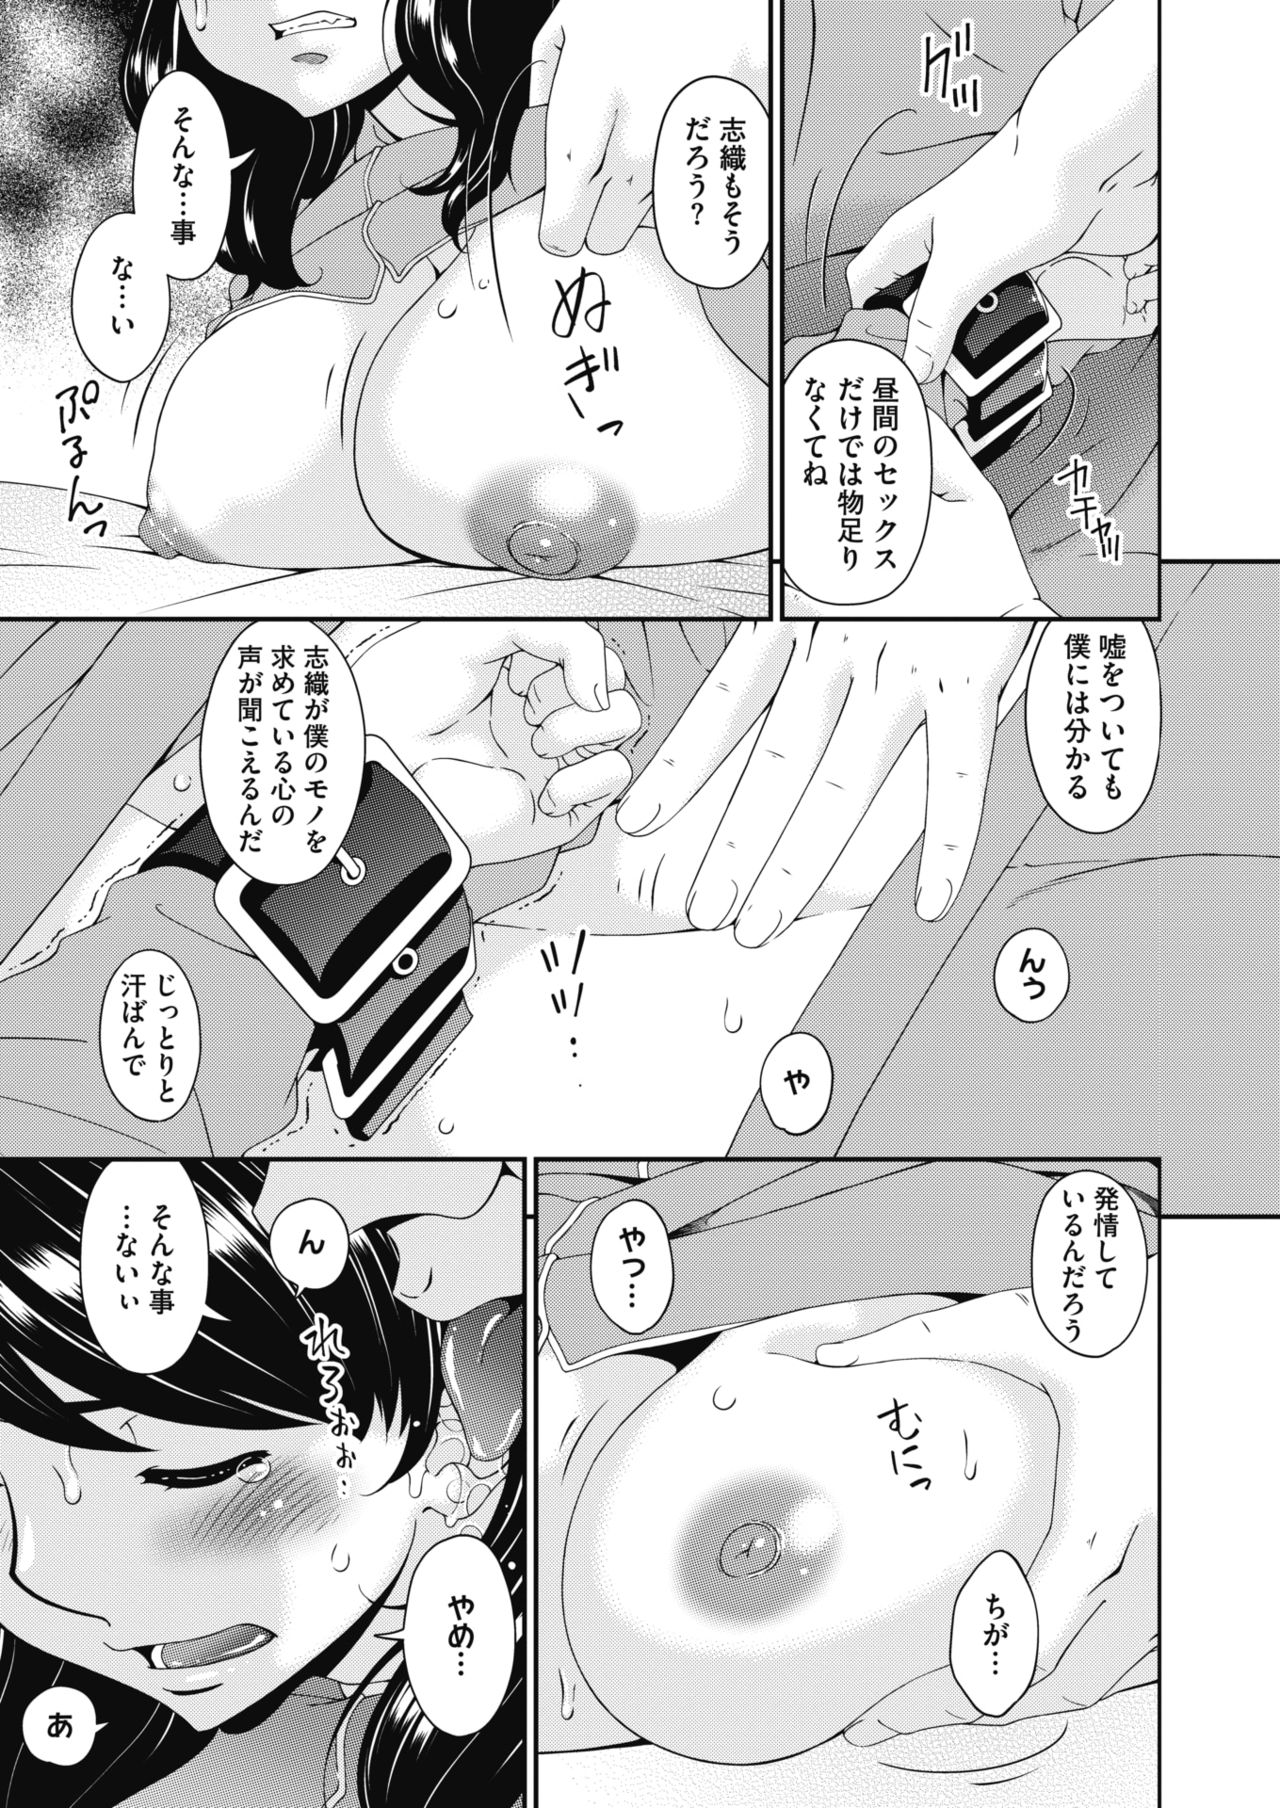 グッ
昼間のセックス
だけでは物足り
なくてね
カチャッ
志織もそう
だろう？
ぬぎっ
そんな…事
な…い
ぷるんっ
嘘をついても
僕には分かる
志織が僕のモノを
求めている心の
声が聞こえるんだ
んぅ
や
じっとりと
汗ばんで
発情して
いるんだろう
やっ…
むにっ
ちが…
ん
れろぉぉ…
そんな事
…ないぃ
やめ…
あ